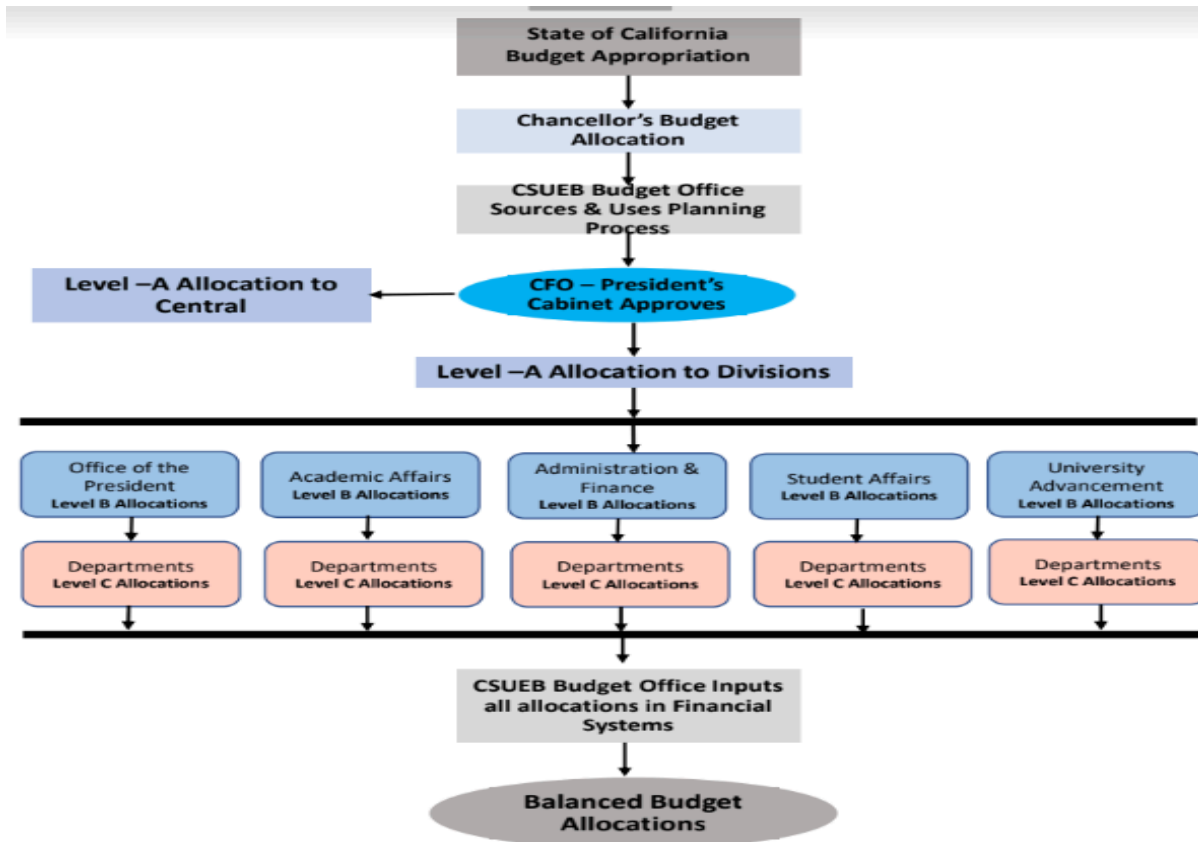 State of California
Budget Appropriation
Chancellor's Budget
Allocation
CSUEB Budget Office
Sources & Uses Planning
Process
Level –A Allocation to
Central
CFO – President's
Cabinet Approves
Level –A Allocation to Divisions
Office of the
President
Level B Allocations
Academic Affairs
Level B Allocations
Administration &
Finance
Level B Allocations
Student Affairs
Level B Allocations
University
Advancement
Level B Allocations
Departments
Level C Allocations
Departments
Level C Allocations
Departments
Level C Allocations
Departments
Level C Allocations
Departments
Level C Allocations
CSUEB Budget Office Inputs
all allocations in Financial
Systems
Balanced Budget
Allocations